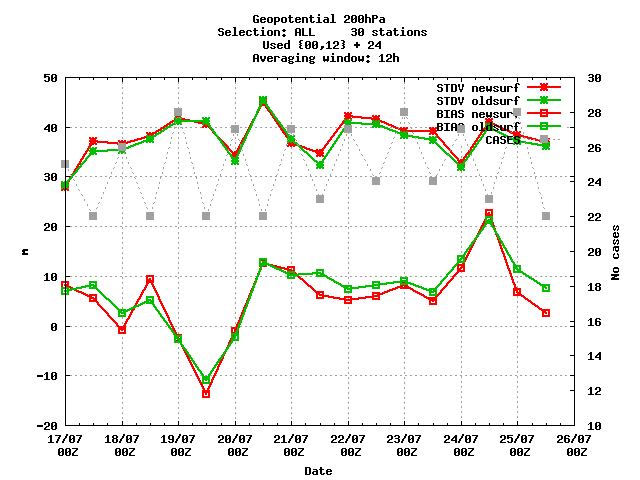 Geopotential 200hPa
Selection: ALL 30 stations
Used {00,12} + 24
Averaging window: 12h
STDV newsurf
STDV oldsurf
BIAS newsurf
BIAS oldsurf
CASES
50
40
30
20
10
0
-10
-20
m
30
28
26
24
22
20
18
16
14
12
10
No cases
17/07 18/07 19/07 20/07 21/07 22/07 23/07 24/07 25/07 26/07
00Z 00Z 00Z 00Z 00Z 00Z 00Z 00Z 00Z 00Z
Date